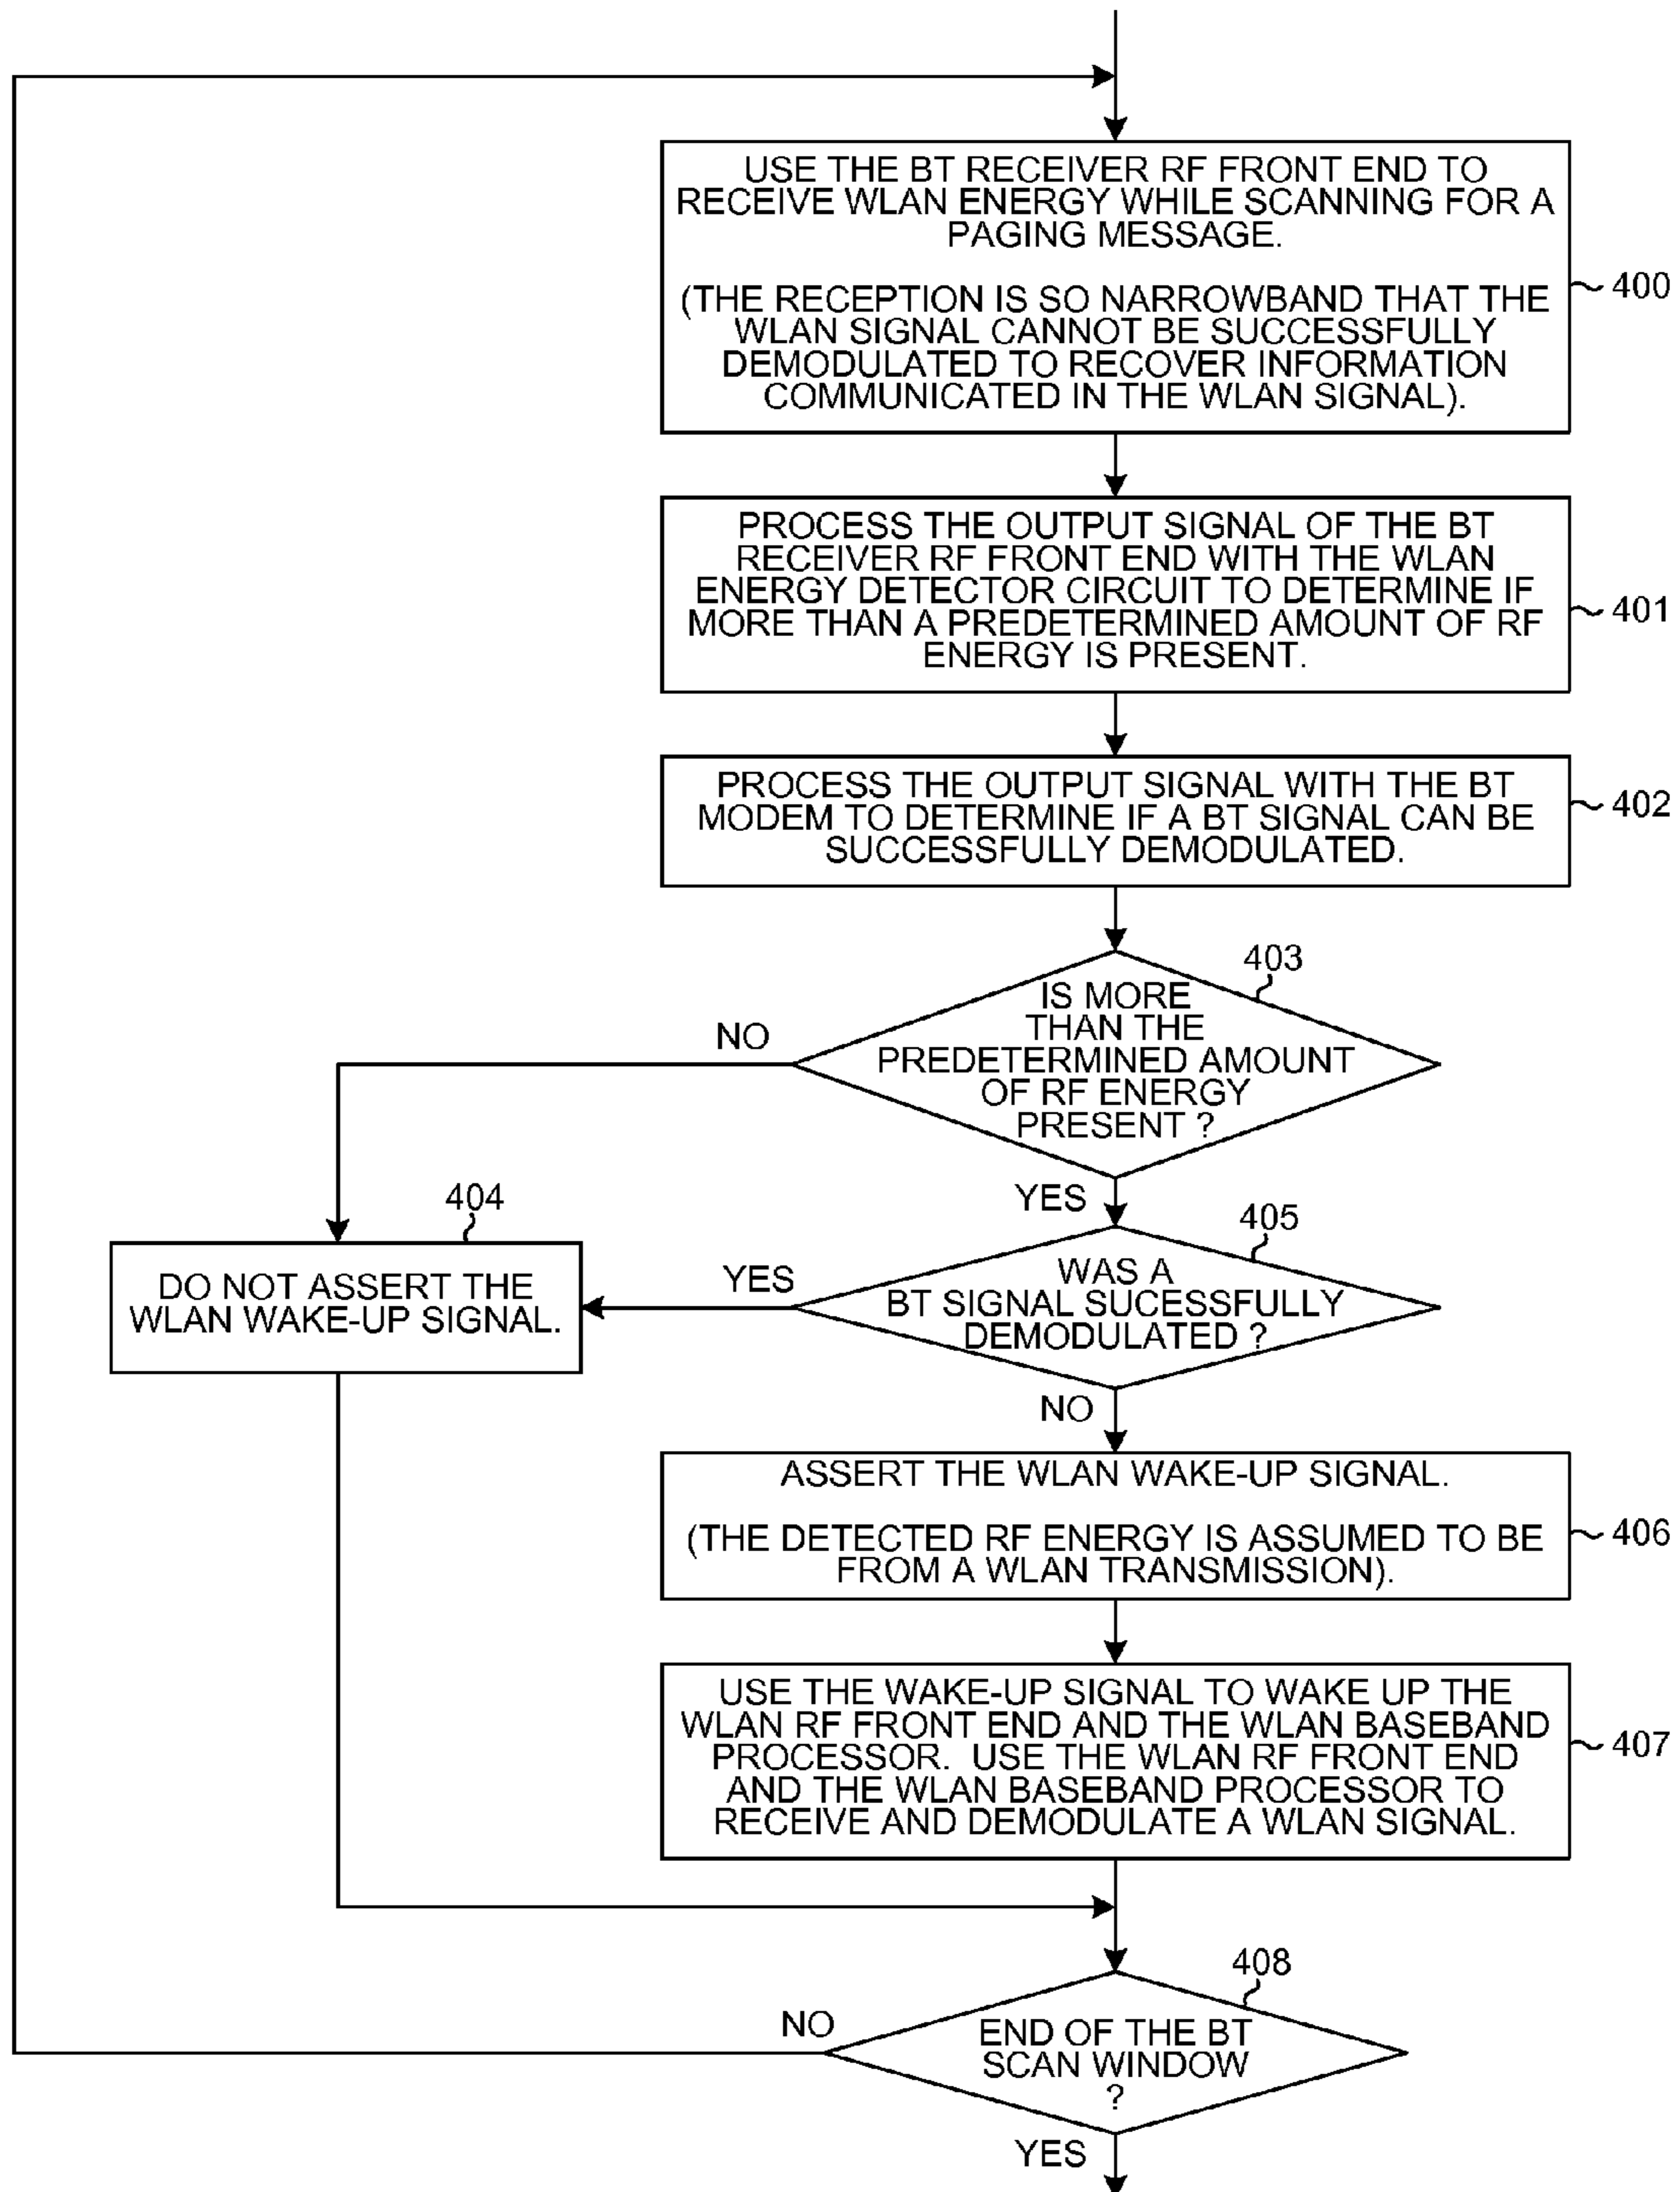 USE THE BT RECEIVER RF FRONT END TO
RECEIVE WLAN ENERGY WHILE SCANNING FOR A
PAGING MESSAGE.
(THE RECEPTION IS SO NARROWBAND THAT THE
WLAN SIGNAL CANNOT BE SUCCESSFULLY
DEMODULATED TO RECOVER INFORMATION
COMMUNICATED IN THE WLAN SIGNAL).
400
PROCESS THE OUTPUT SIGNAL OF THE BT
RECEIVER RF FRONT END WITH THE WLAN
ENERGY DETECTOR CIRCUIT TO DETERMINE IF
MORE THAN A PREDETERMINED AMOUNT OF RF
ENERGY IS PRESENT.
401
PROCESS THE OUTPUT SIGNAL WITH THE BT
MODEM TO DETERMINE IF A BT SIGNAL CAN BE
SUCCESSFULLY DEMODULATED.
402
403
IS MORE
THAN THE
PREDETERMINED AMOUNT
OF RF ENERGY
PRESENT ?
NO
YES
404
DO NOT ASSERT THE
WLAN WAKE-UP SIGNAL.
405
WAS A
BT SIGNAL SUCESSFULLY
DEMODULATED ?
YES
NO
ASSERT THE WLAN WAKE-UP SIGNAL.
(THE DETECTED RF ENERGY IS ASSUMED TO BE
FROM A WLAN TRANSMISSION).
406
USE THE WAKE-UP SIGNAL TO WAKE UP THE
WLAN RF FRONT END AND THE WLAN BASEBAND
PROCESSOR. USE THE WLAN RF FRONT END
AND THE WLAN BASEBAND PROCESSOR TO
RECEIVE AND DEMODULATE A WLAN SIGNAL.
407
408
END OF THE BT
SCAN WINDOW
?
NO
YES